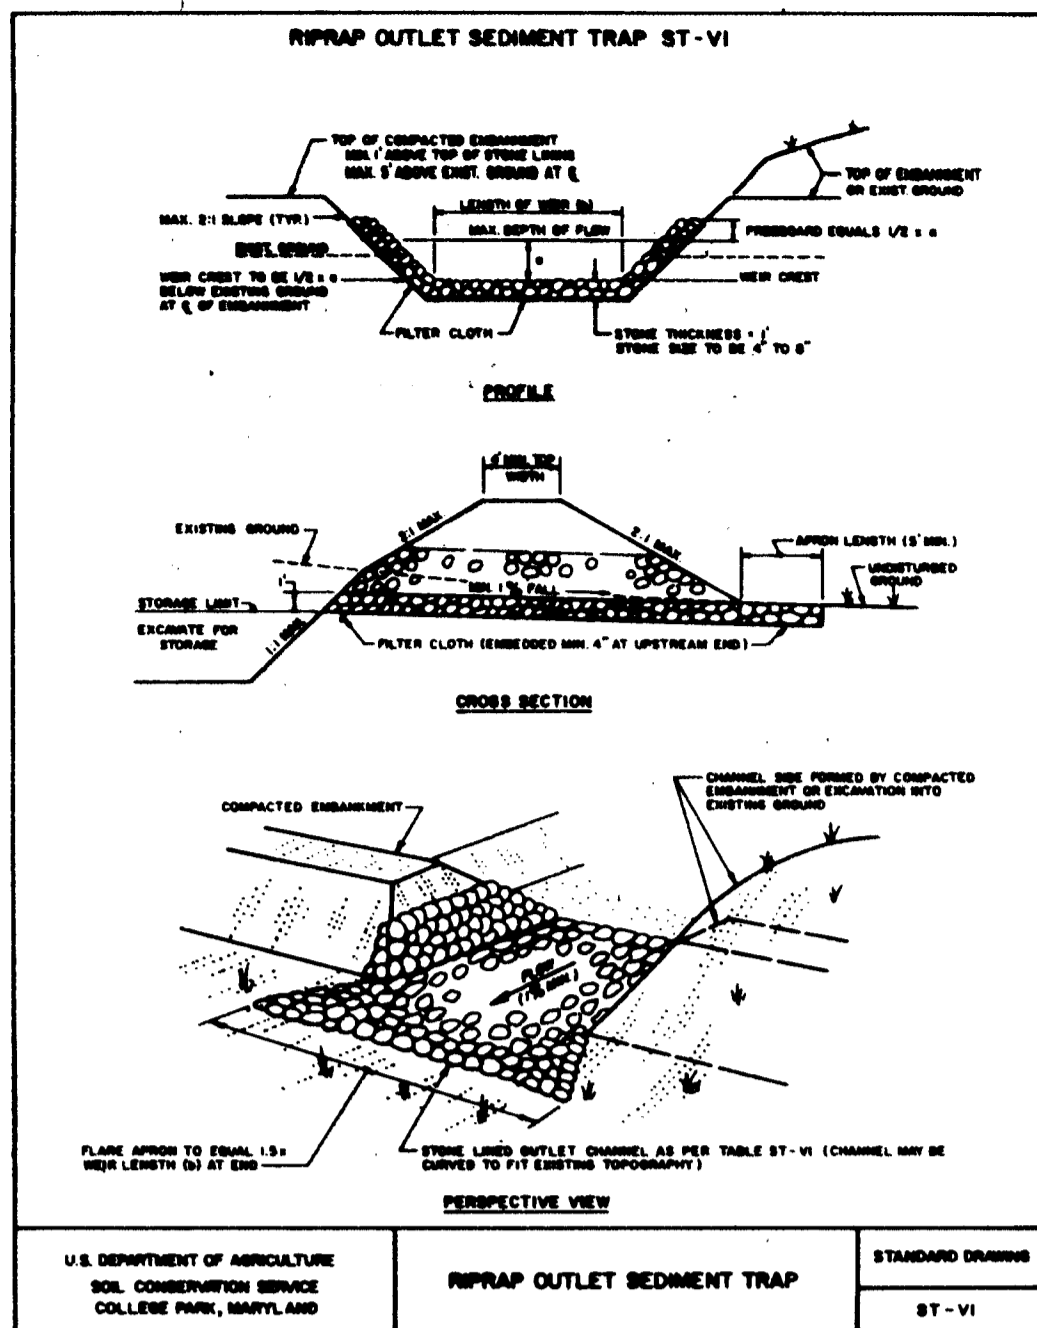 RIPRAP OUTLET SEDIMENT TRAP ST-VI
TOP OF COMPACTED EMBANKMENT
MIN. 1' ABOVE TOP OF STONE LINING
MAX. 5' ABOVE EXIST. GROUND AT ℄
TOP OF EMBANKMENT
OR EXIST. GROUND
LENGTH OF WEIR (b)
MAX. 2:1 SLOPE (TYP.)
MAX. DEPTH OF FLOW
FREEBOARD EQUALS 1/2 x a
EXIST. GROUND
a
WEIR CREST TO BE 1/2 x a
BELOW EXISTING GROUND
AT ℄ OF EMBANKMENT
WEIR CREST
FILTER CLOTH
STONE THICKNESS = 1'
STONE SIZE TO BE 4" TO 8"
PROFILE
MIN. TOP
WIDTH
EXISTING GROUND
2:1 MAX.
2:1 MAX.
APRON LENGTH (5' MIN.)
UNDISTURBED
GROUND
1'
MIN. 1% FALL
STORAGE LIMIT
EXCAVATE FOR
STORAGE
1:1 MAX.
FILTER CLOTH (EMBEDDED MIN. 4" AT UPSTREAM END)
CROSS SECTION
COMPACTED EMBANKMENT
CHANNEL SIDE FORMED BY COMPACTED
EMBANKMENT OR EXCAVATION INTO
EXISTING GROUND
FLOW
(1% MIN.)
FLARE APRON TO EQUAL 1.5 x
WEIR LENGTH (b) AT END
STONE LINED OUTLET CHANNEL AS PER TABLE ST-VI (CHANNEL MAY BE
CURVED TO FIT EXISTING TOPOGRAPHY)
PERSPECTIVE VIEW
U.S. DEPARTMENT OF AGRICULTURE
SOIL CONSERVATION SERVICE
COLLEGE PARK, MARYLAND
RIPRAP OUTLET SEDIMENT TRAP
STANDARD DRAWING
ST-VI